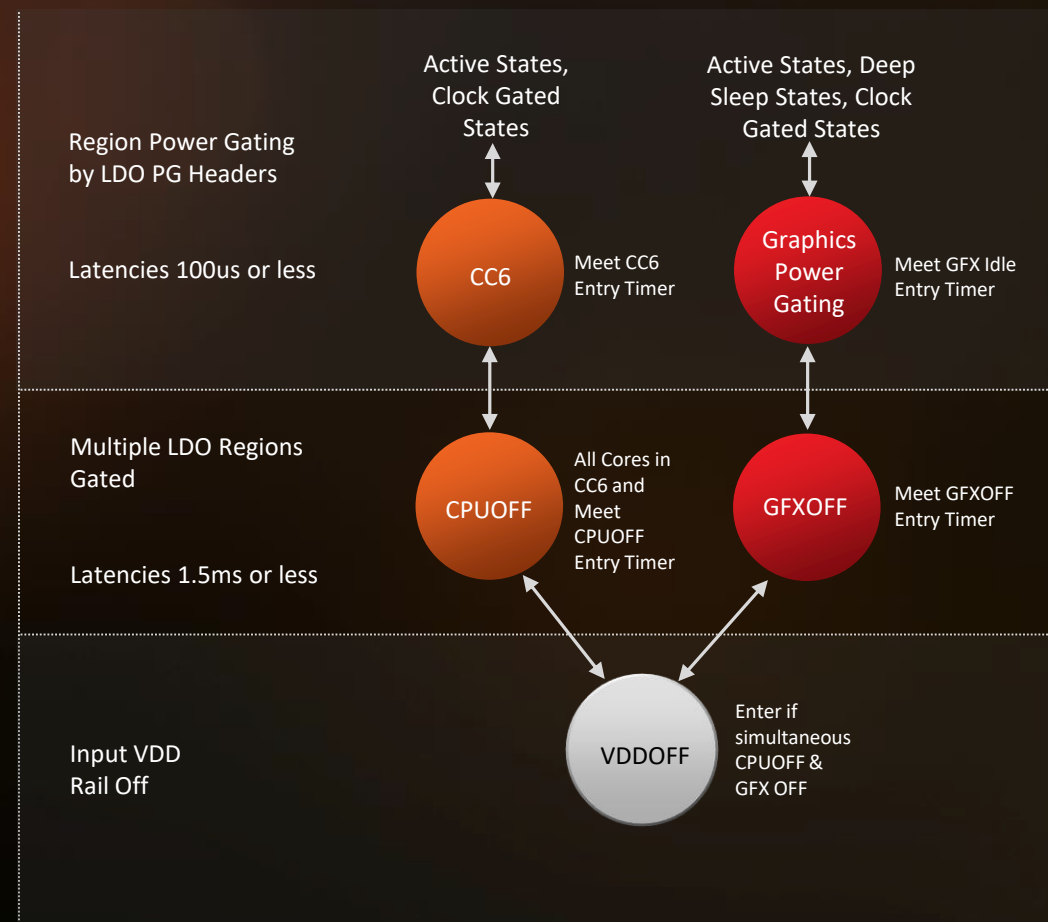 Active States,
Clock Gated
States
Active States, Deep
Sleep States, Clock
Gated States
Region Power Gating
by LDO PG Headers
Latencies 100us or less
CC6
Meet CC6
Entry Timer
Graphics
Power
Gating
Meet GFX Idle
Entry Timer
Multiple LDO Regions
Gated
Latencies 1.5ms or less
CPUOFF
All Cores in
CC6 and
Meet
CPUOFF
Entry Timer
GFXOFF
Meet GFXOFF
Entry Timer
Input VDD
Rail Off
VDDOFF
Enter if
simultaneous
CPUOFF &
GFX OFF